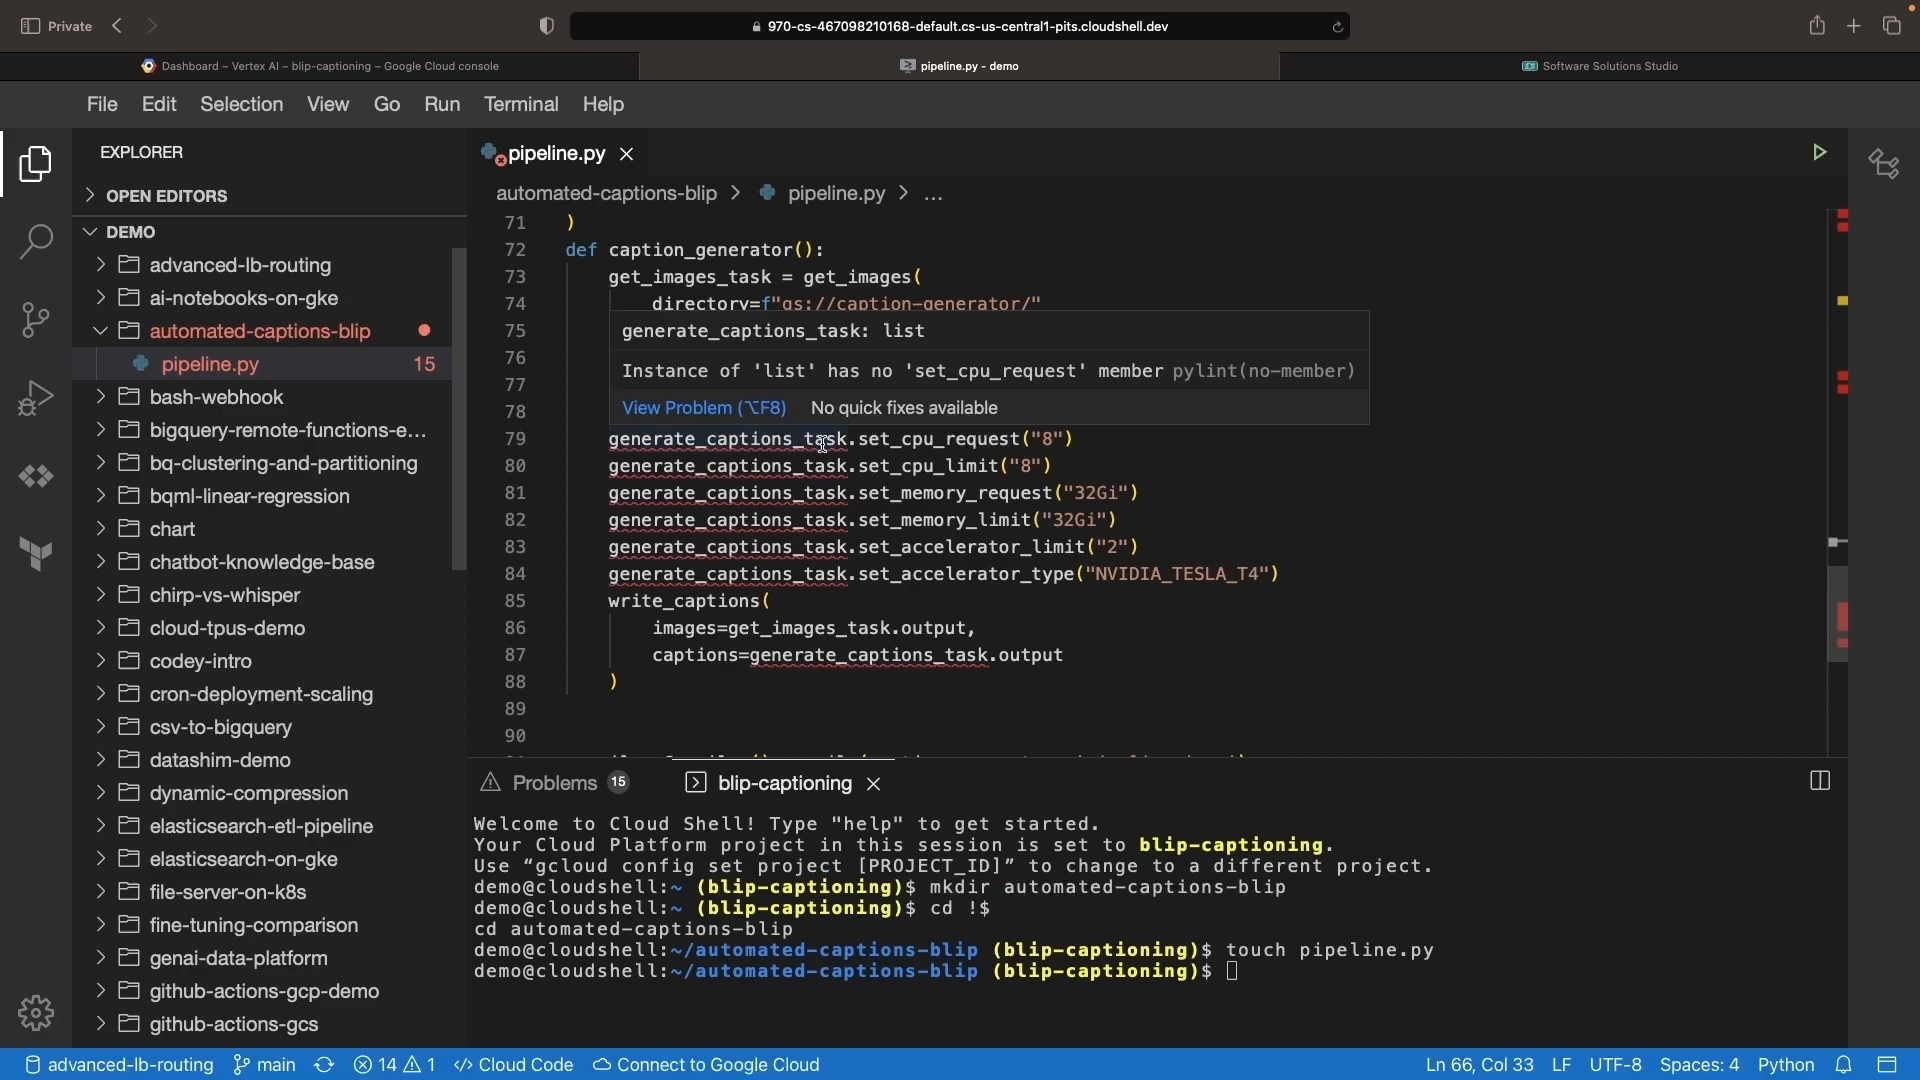 Private
970-cs-467098210168-default.cs-us-central1-pits.cloudshell.dev
Dashboard – Vertex AI – blip-captioning – Google Cloud console
pipeline.py - demo
Software Solutions Studio
File Edit Selection View Go Run Terminal Help
EXPLORER
OPEN EDITORS
DEMO
advanced-lb-routing
ai-notebooks-on-gke
automated-captions-blip
pipeline.py 15
bash-webhook
bigquery-remote-functions-e...
bq-clustering-and-partitioning
bqml-linear-regression
chart
chatbot-knowledge-base
chirp-vs-whisper
cloud-tpus-demo
codey-intro
cron-deployment-scaling
csv-to-bigquery
datashim-demo
dynamic-compression
elasticsearch-etl-pipeline
elasticsearch-on-gke
file-server-on-k8s
fine-tuning-comparison
genai-data-platform
github-actions-gcp-demo
github-actions-gcs
pipeline.py
automated-captions-blip > pipeline.py > ...
71 )
72 def caption_generator():
73 get_images_task = get_images(
74 directory=f"gs://caption-generator/"
75
76
77
78
generate_captions_task: list
Instance of 'list' has no 'set_cpu_request' member pylint(no-member)
View Problem (⌥F8) No quick fixes available
79 generate_captions_task.set_cpu_request("8")
80 generate_captions_task.set_cpu_limit("8")
81 generate_captions_task.set_memory_request("32Gi")
82 generate_captions_task.set_memory_limit("32Gi")
83 generate_captions_task.set_accelerator_limit("2")
84 generate_captions_task.set_accelerator_type("NVIDIA_TESLA_T4")
85 write_captions(
86 images=get_images_task.output,
87 captions=generate_captions_task.output
88 )
89
90
Problems 15
blip-captioning
Welcome to Cloud Shell! Type "help" to get started.
Your Cloud Platform project in this session is set to blip-captioning.
Use “gcloud config set project [PROJECT_ID]” to change to a different project.
demo@cloudshell:~ (blip-captioning)$ mkdir automated-captions-blip
demo@cloudshell:~ (blip-captioning)$ cd !$
cd automated-captions-blip
demo@cloudshell:~/automated-captions-blip (blip-captioning)$ touch pipeline.py
demo@cloudshell:~/automated-captions-blip (blip-captioning)$
advanced-lb-routing main 14 1 Cloud Code Connect to Google Cloud
Ln 66, Col 33 LF UTF-8 Spaces: 4 Python